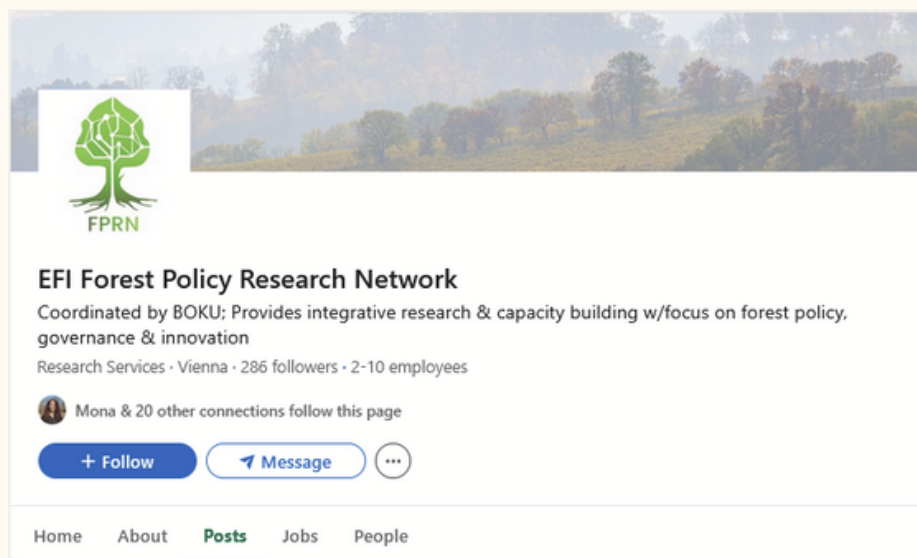 FPRN
EFI Forest Policy Research Network
Coordinated by BOKU; Provides integrative research & capacity building w/focus on forest policy,
governance & innovation
Research Services · Vienna · 286 followers • 2-10 employees
Mona & 20 other connections follow this page
+ Follow
Message
Home
About
Posts
Jobs
People